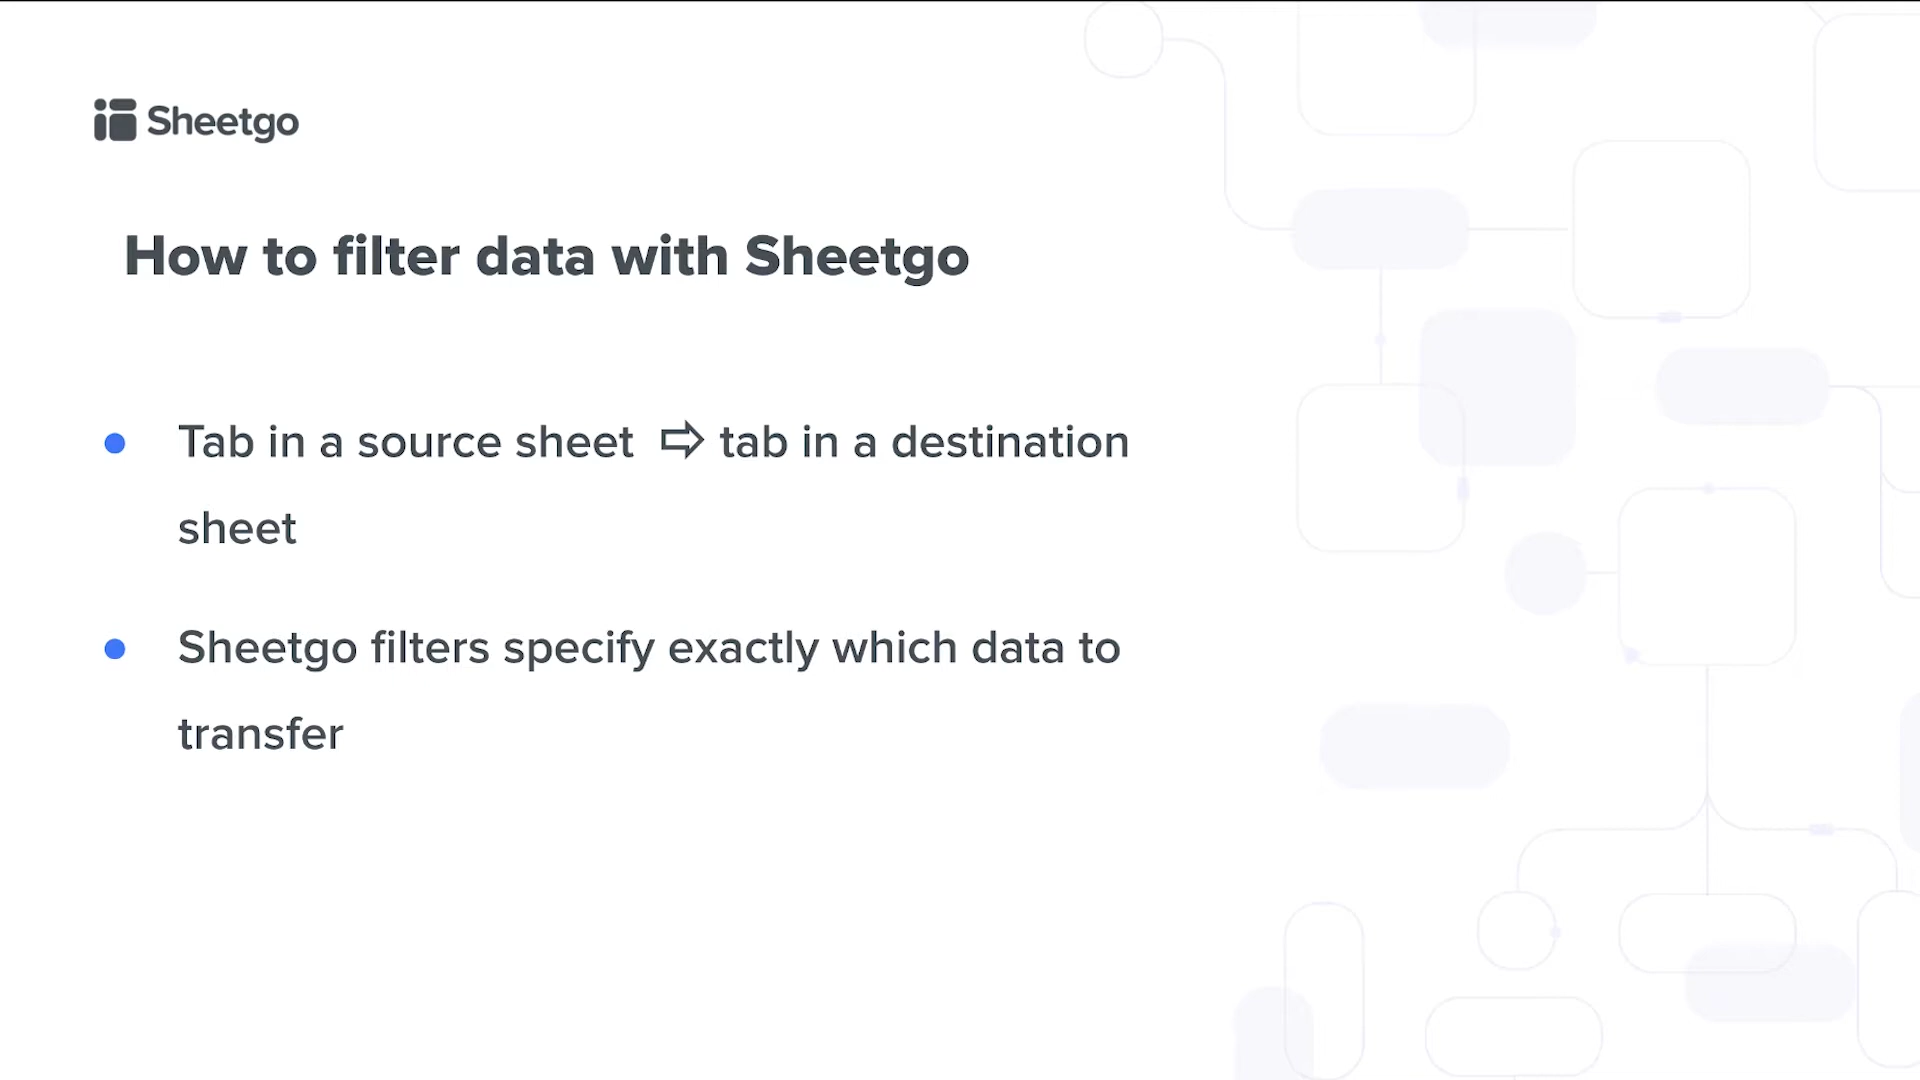 Sheetgo
How to filter data with Sheetgo
Tab in a source sheet ⇨ tab in a destination
sheet
Sheetgo filters specify exactly which data to
transfer